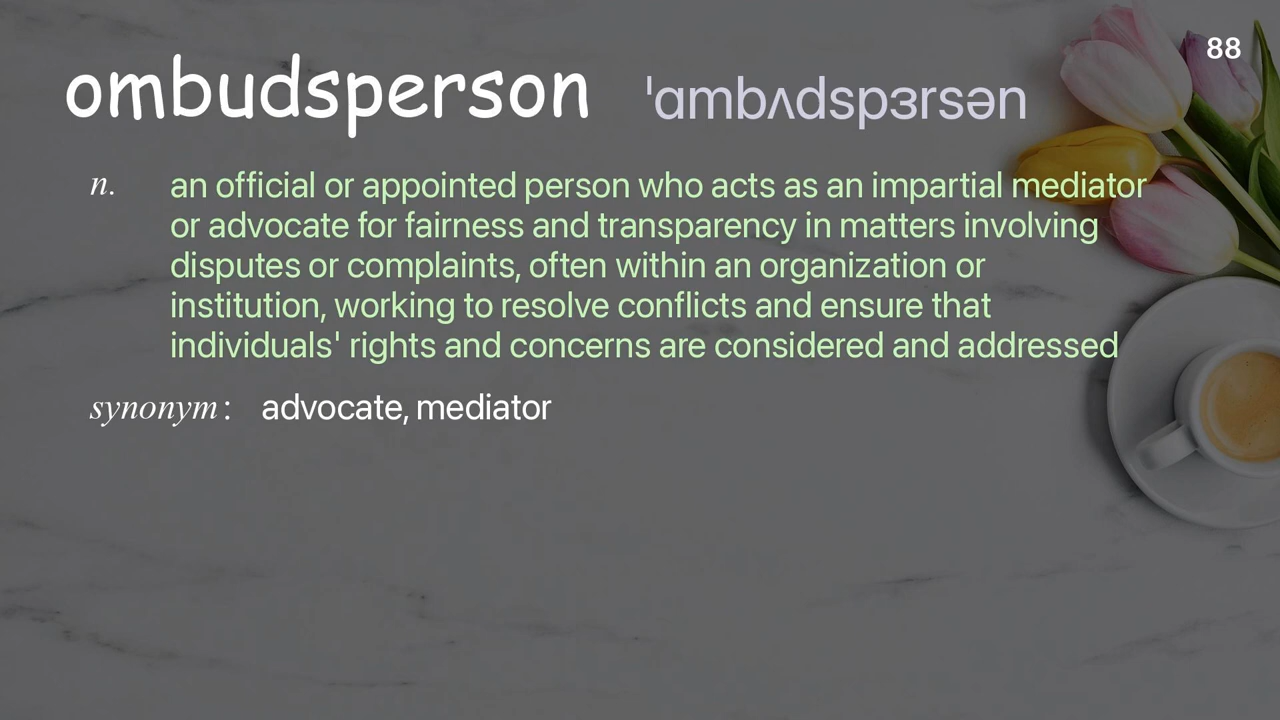 88
ombudsperson ˈɑmbʌdspɜrsən
n. an official or appointed person who acts as an impartial mediator
or advocate for fairness and transparency in matters involving
disputes or complaints, often within an organization or
institution, working to resolve conflicts and ensure that
individuals' rights and concerns are considered and addressed
synonym: advocate, mediator